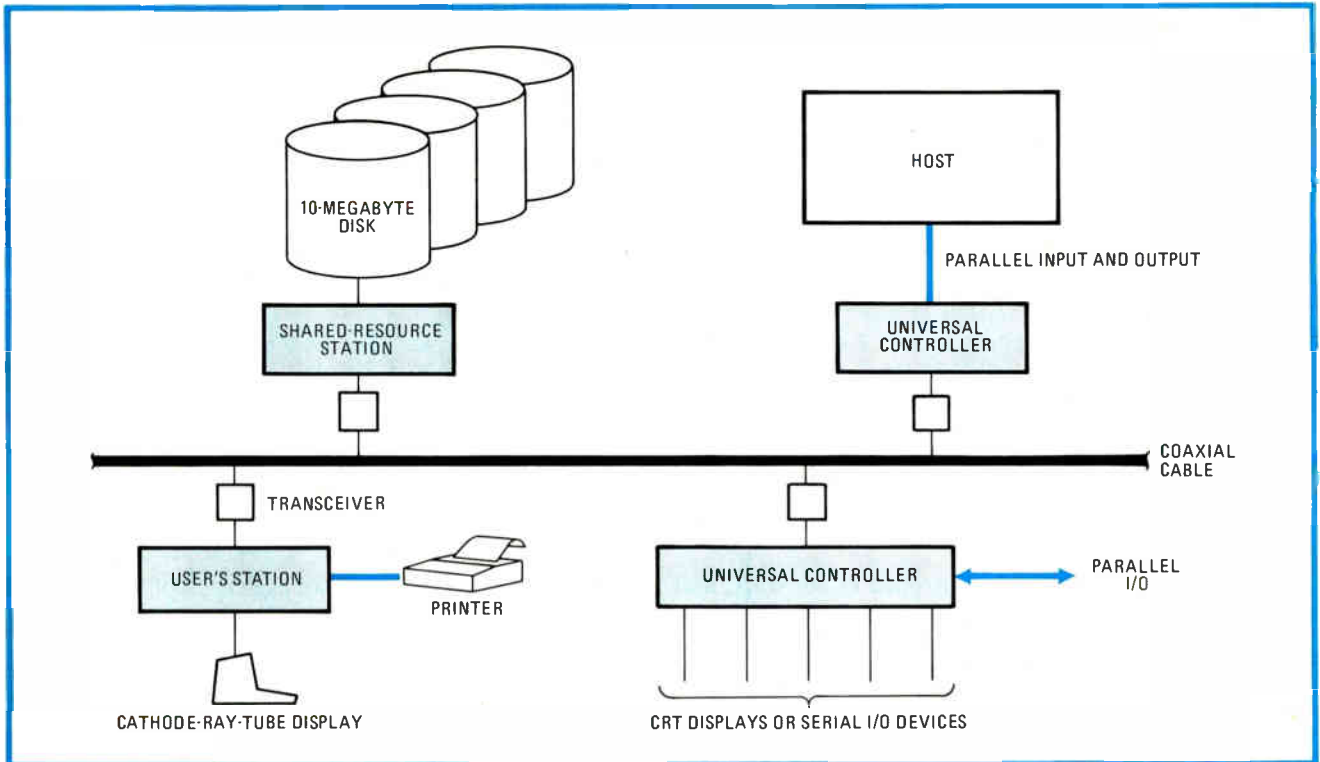 10-MEGABYTE
DISK
HOST
PARALLEL INPUT AND OUTPUT
SHARED-RESOURCE
STATION
UNIVERSAL
CONTROLLER
COAXIAL
CABLE
TRANSCEIVER
USER'S STATION
PRINTER
UNIVERSAL CONTROLLER
PARALLEL
I/O
CATHODE-RAY-TUBE DISPLAY
CRT DISPLAYS OR SERIAL I/O DEVICES